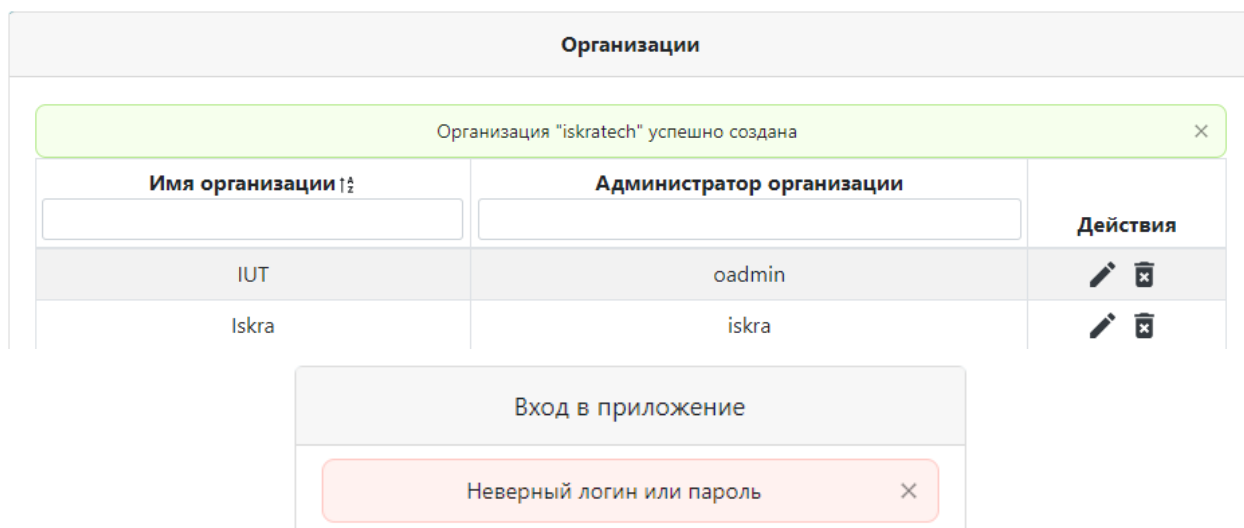 Организации
Организация "iskratech" успешно создана
Имя организации Администратор организации
Действия
IUT oadmin
Iskra iskra
Вход в приложение
Неверный логин или пароль